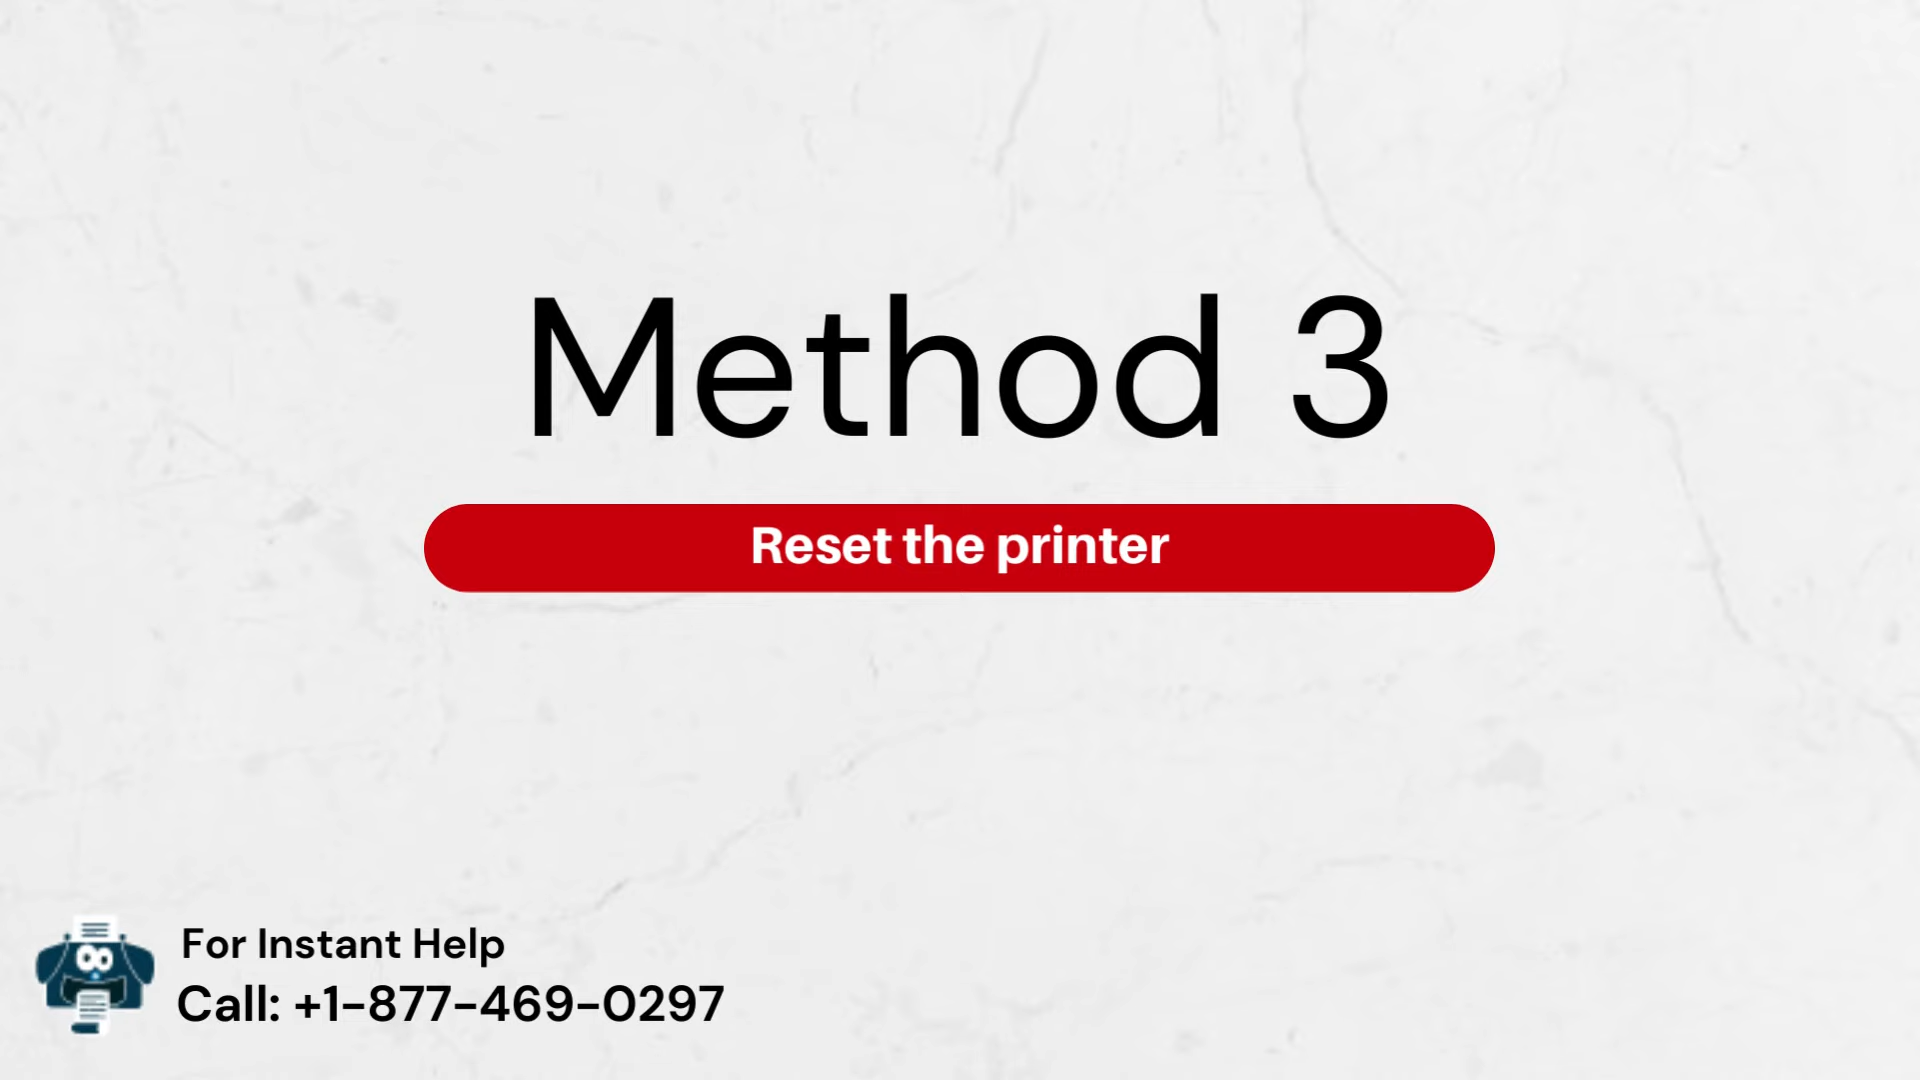 Method 3
Reset the printer
For Instant Help
Call: +1-877-469-0297